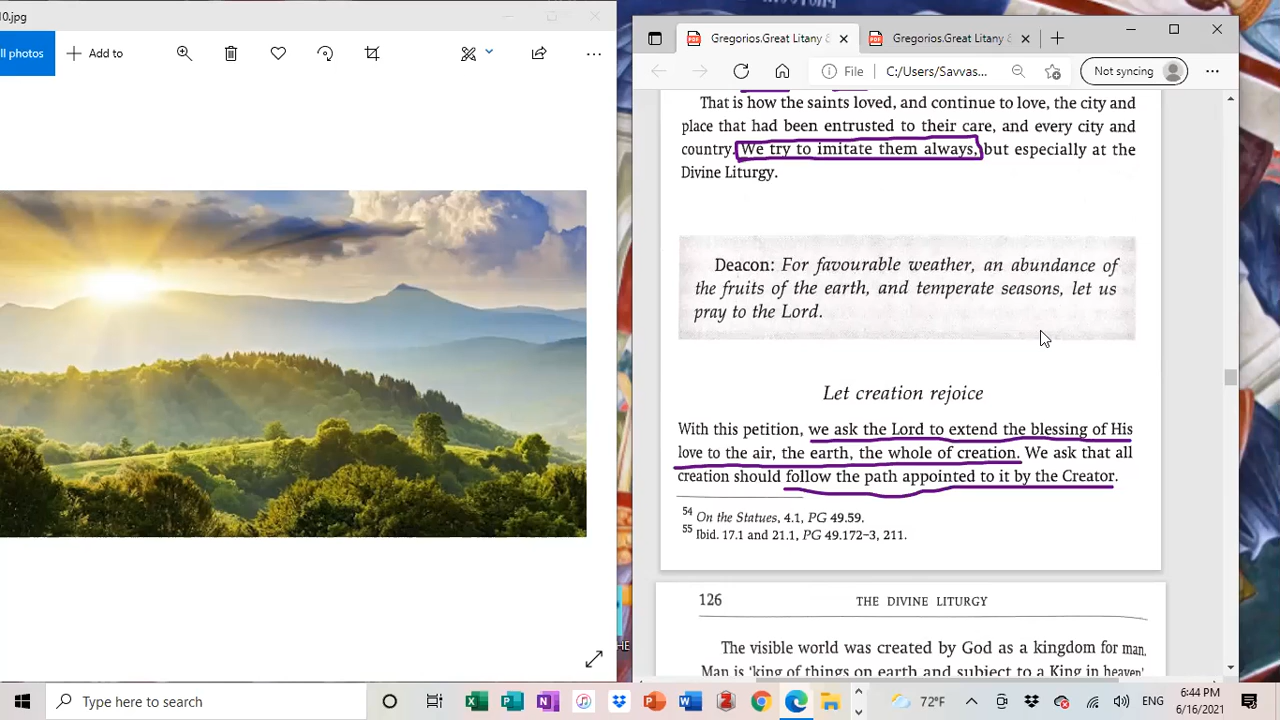 10.jpg
ll photos
Add to
Gregorios.Great Litany &
Gregorios.Great Litany &
File
C:/Users/Savvas...
Not syncing
That is how the saints loved, and continue to love, the city and
place that had been entrusted to their care, and every city and
country. We try to imitate them always, but especially at the
Divine Liturgy.
Deacon: For favourable weather, an abundance of
the fruits of the earth, and temperate seasons, let us
pray to the Lord.
Let creation rejoice
With this petition, we ask the Lord to extend the blessing of His
love to the air, the earth, the whole of creation. We ask that all
creation should follow the path appointed to it by the Creator.
54 On the Statues, 4.1, PG 49.59.
55 Ibid. 17.1 and 21.1, PG 49.172–3, 211.
126 THE DIVINE LITURGY
The visible world was created by God as a kingdom for man.
Man is 'king of things on earth and subject to a King in heaven'
HE
Type here to search
72°F
ENG
6:44 PM
6/16/2021